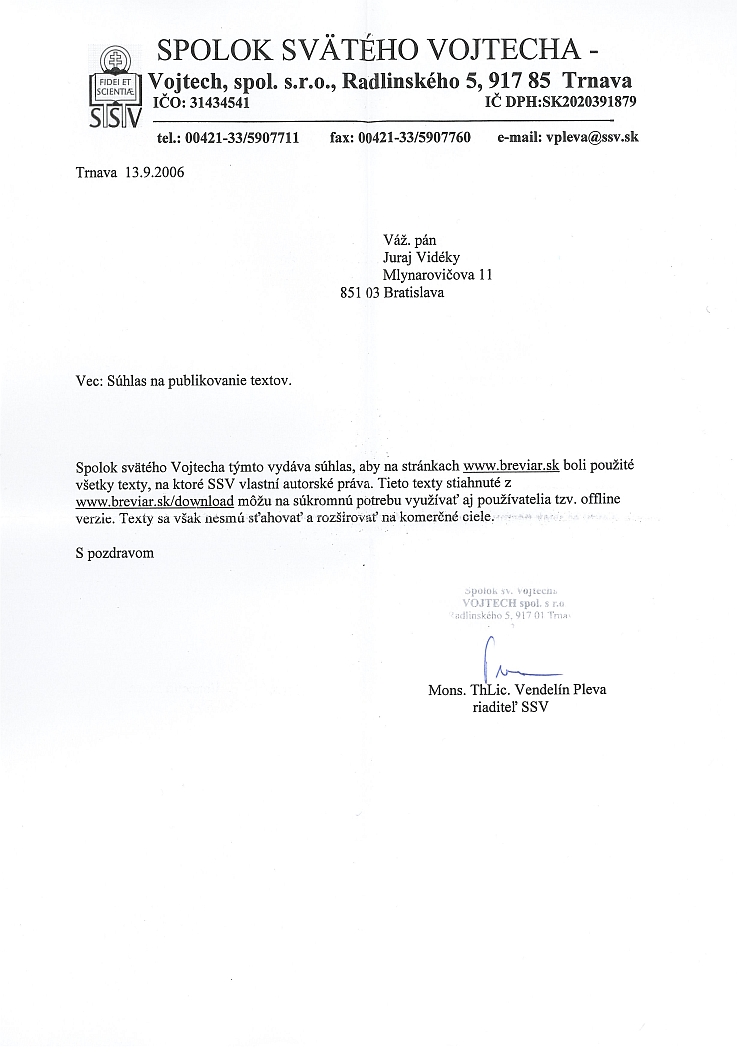 SPOLOK SVÄTÉHO VOJTECHA -
FIDEI ET
SCIENTIÆ
SSV
Vojtech, spol. s.r.o., Radlinského 5, 917 85 Trnava
IČO: 31434541 IČ DPH:SK2020391879
tel.: 00421-33/5907711 fax: 00421-33/5907760 e-mail: vpleva@ssv.sk
Trnava 13.9.2006
Váž. pán
Juraj Vidéky
Mlynarovičova 11
851 03 Bratislava
Vec: Súhlas na publikovanie textov.
Spolok svätého Vojtecha týmto vydáva súhlas, aby na stránkach www.breviar.sk boli použité
všetky texty, na ktoré SSV vlastní autorské práva. Tieto texty stiahnuté z
www.breviar.sk/download môžu na súkromnú potrebu využívať aj používatelia tzv. offline
verzie. Texty sa však nesmú sťahovať a rozširovať na komerčné ciele.
S pozdravom
Spolok sv. Vojtecha
VOJTECH spol. s r.o
Radlinského 5, 917 01 Trna
Mons. ThLic. Vendelín Pleva
riaditeľ SSV